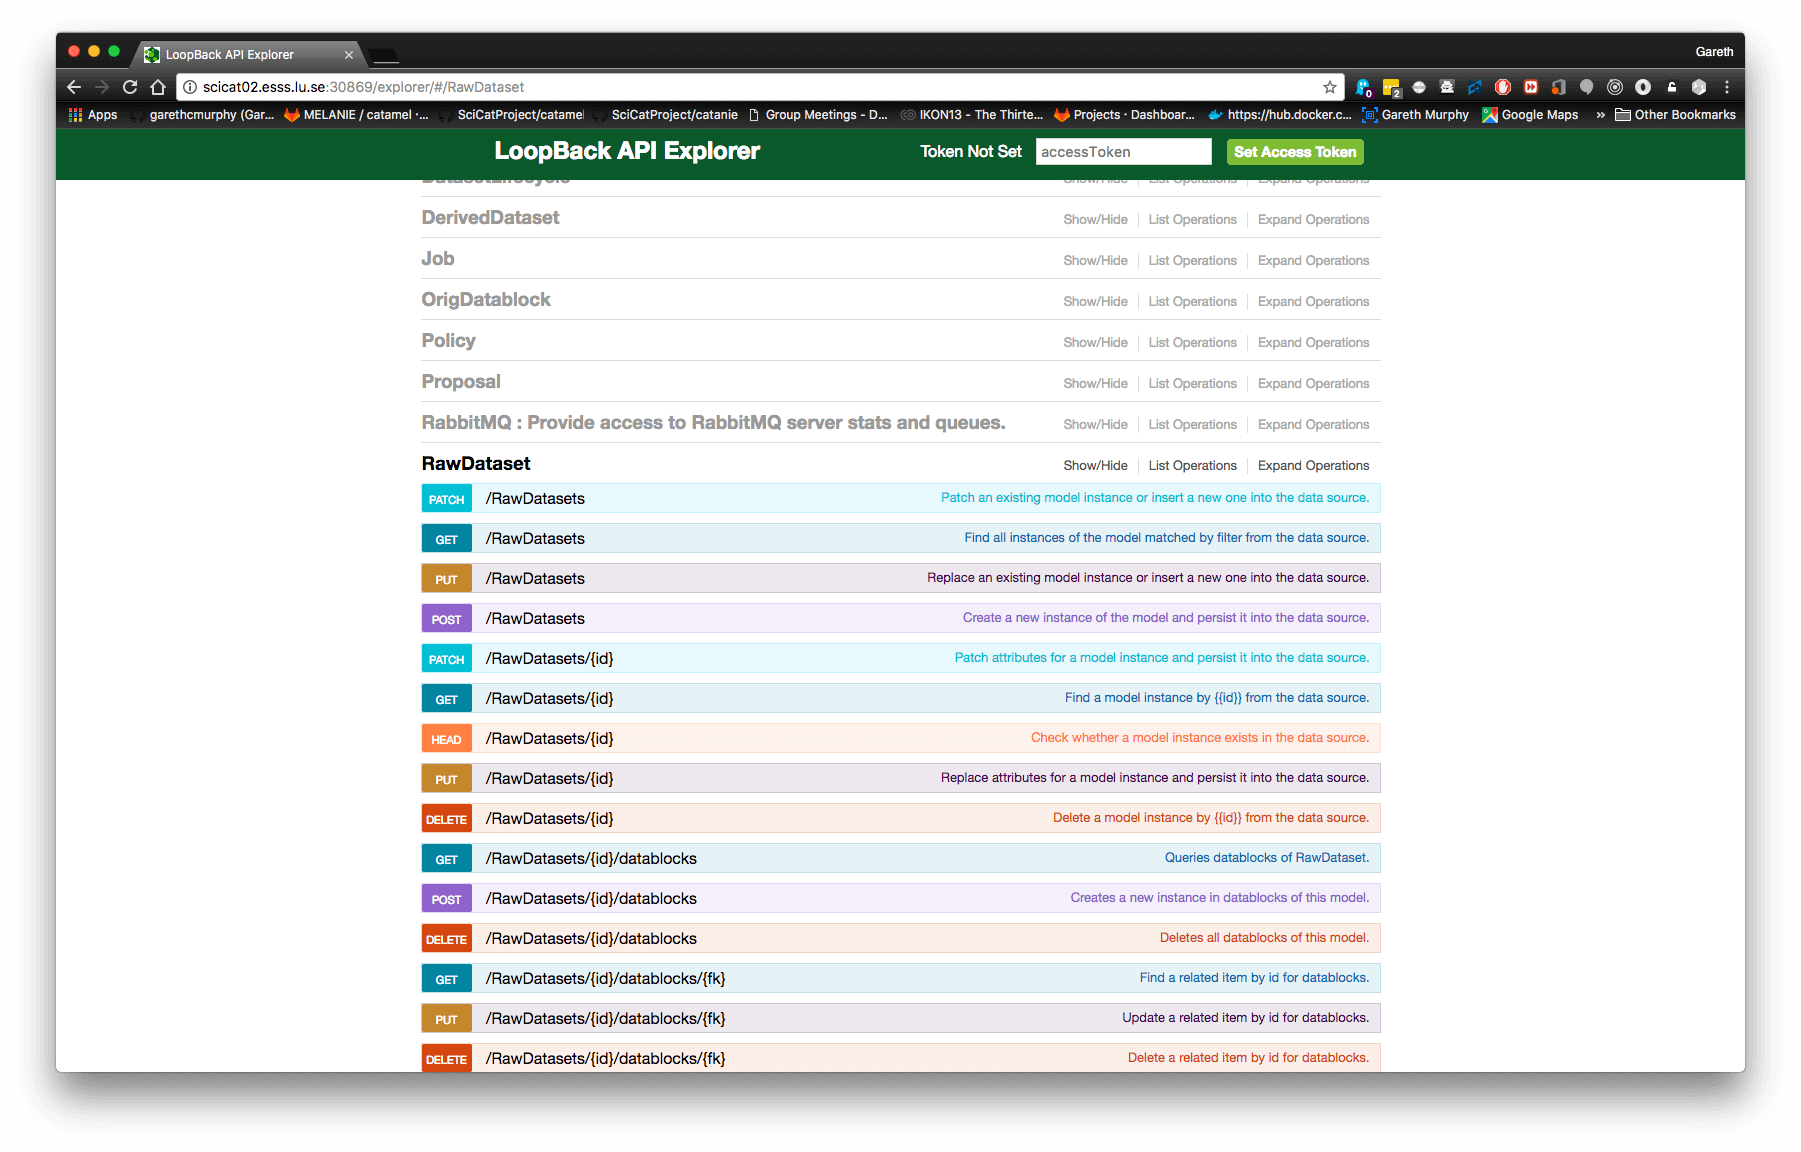 LoopBack API Explorer
Gareth
scicat02.esss.lu.se:30869/explorer/#/RawDataset
0
2
Apps garethcmurphy (Gar... MELANIE / catamel ·... SciCatProject/catamel SciCatProject/catanie Group Meetings - D... IKON13 - The Thirte... Projects · Dashboar... https://hub.docker.c... Gareth Murphy Google Maps » Other Bookmarks
LoopBack API Explorer Token Not Set accessToken Set Access Token
DatasetLifecycle Show/Hide List Operations Expand Operations
DerivedDataset Show/Hide List Operations Expand Operations
Job Show/Hide List Operations Expand Operations
OrigDatablock Show/Hide List Operations Expand Operations
Policy Show/Hide List Operations Expand Operations
Proposal Show/Hide List Operations Expand Operations
RabbitMQ : Provide access to RabbitMQ server stats and queues. Show/Hide List Operations Expand Operations
RawDataset Show/Hide List Operations Expand Operations
PATCH /RawDatasets Patch an existing model instance or insert a new one into the data source.
GET /RawDatasets Find all instances of the model matched by filter from the data source.
PUT /RawDatasets Replace an existing model instance or insert a new one into the data source.
POST /RawDatasets Create a new instance of the model and persist it into the data source.
PATCH /RawDatasets/{id} Patch attributes for a model instance and persist it into the data source.
GET /RawDatasets/{id} Find a model instance by {{id}} from the data source.
HEAD /RawDatasets/{id} Check whether a model instance exists in the data source.
PUT /RawDatasets/{id} Replace attributes for a model instance and persist it into the data source.
DELETE /RawDatasets/{id} Delete a model instance by {{id}} from the data source.
GET /RawDatasets/{id}/datablocks Queries datablocks of RawDataset.
POST /RawDatasets/{id}/datablocks Creates a new instance in datablocks of this model.
DELETE /RawDatasets/{id}/datablocks Deletes all datablocks of this model.
GET /RawDatasets/{id}/datablocks/{fk} Find a related item by id for datablocks.
PUT /RawDatasets/{id}/datablocks/{fk} Update a related item by id for datablocks.
DELETE /RawDatasets/{id}/datablocks/{fk} Delete a related item by id for datablocks.